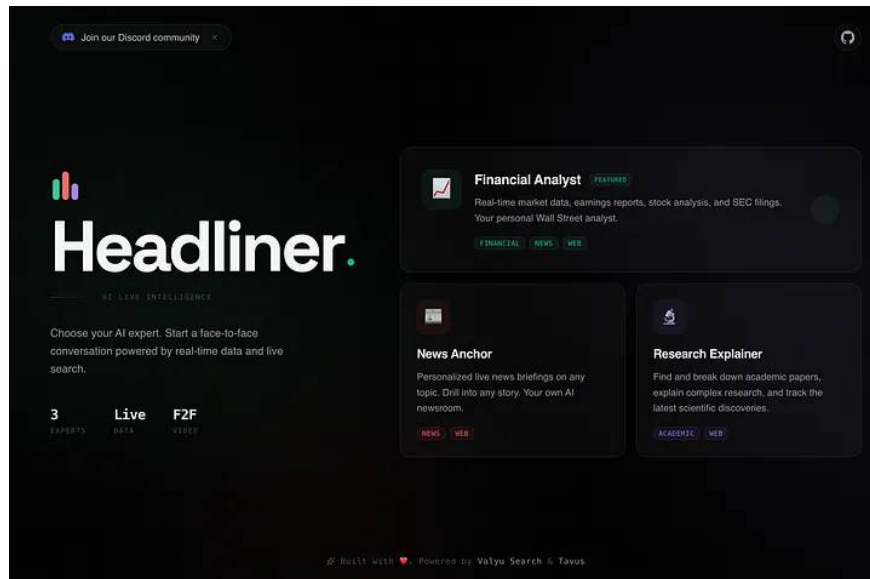 Join our Discord community ×
Headliner.
AI LIVE INTELLIGENCE
Choose your AI expert. Start a face-to-face
conversation powered by real-time data and live
search.
3 Live F2F
EXPERTS DATA VIDEO
Financial Analyst FEATURED
Real-time market data, earnings reports, stock analysis, and SEC filings.
Your personal Wall Street analyst.
FINANCIAL NEWS WEB
News Anchor
Personalized live news briefings on any
topic. Drill into any story. Your own AI
newsroom.
NEWS WEB
Research Explainer
Find and break down academic papers,
explain complex research, and track the
latest scientific discoveries.
ACADEMIC WEB
Built with ❤️. Powered by Valyu Search & Tavus